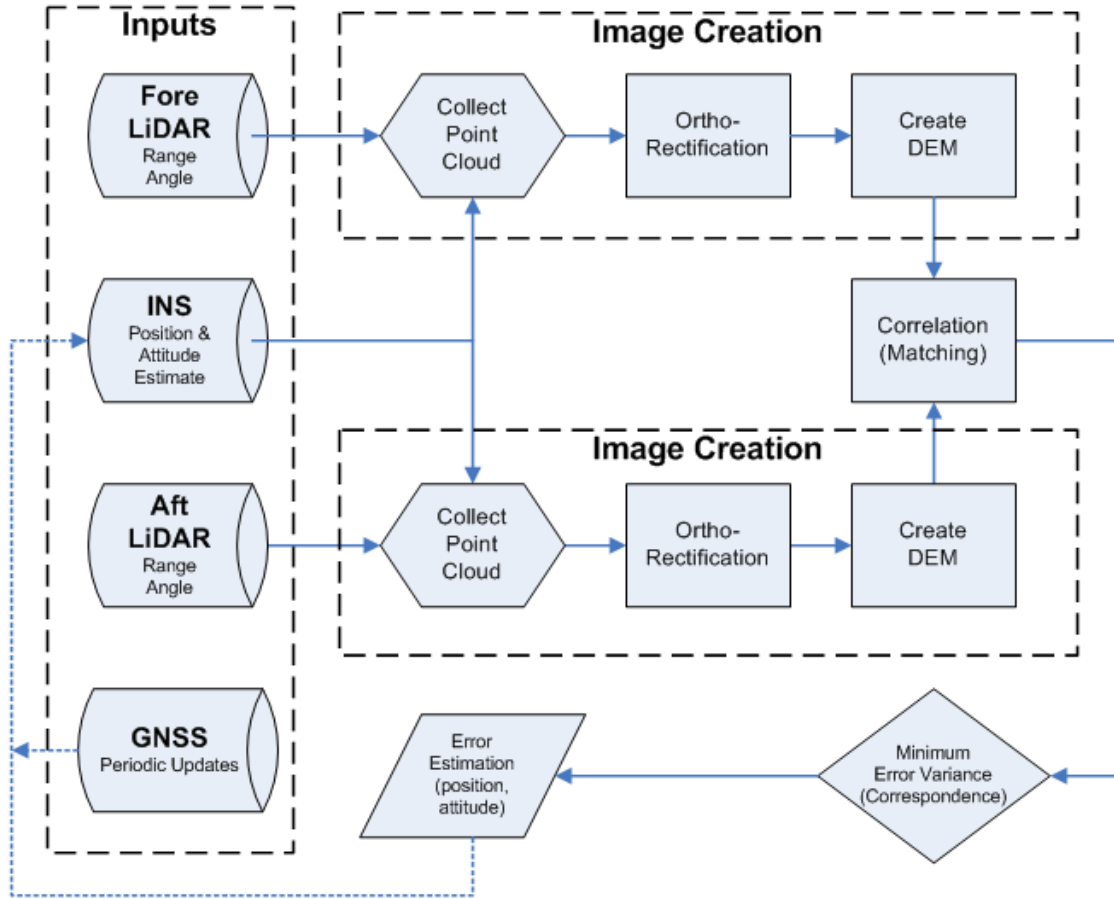 Inputs
Fore
LiDAR
Range
Angle
INS
Position &
Attitude
Estimate
Aft
LiDAR
Range
Angle
GNSS
Periodic Updates
Image Creation
Collect
Point
Cloud
Ortho-
Rectification
Create
DEM
Correlation
(Matching)
Image Creation
Collect
Point
Cloud
Ortho-
Rectification
Create
DEM
Minimum
Error Variance
(Correspondence)
Error
Estimation
(position,
attitude)